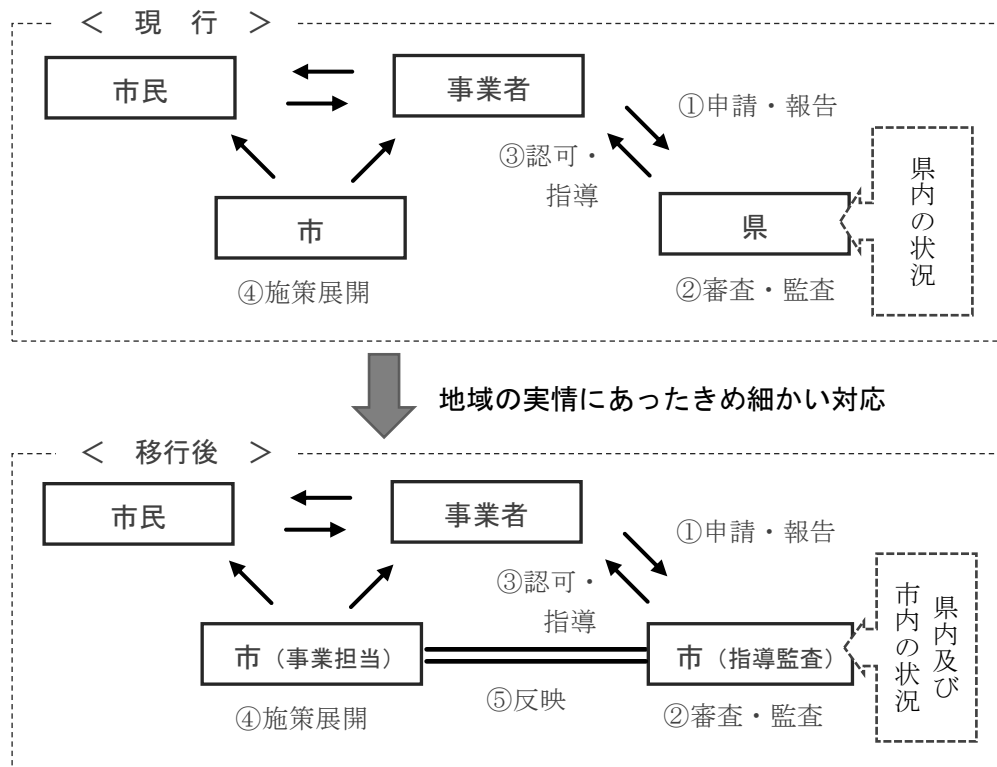 ＜ 現 行 ＞
市民
事業者
①申請・報告
③認可・
指導
県内の状況
市
県
④施策展開
②審査・監査
地域の実情にあったきめ細かい対応
＜ 移行後 ＞
市民
事業者
①申請・報告
③認可・
指導
県内及び
市内の状況
市（事業担当）
市（指導監査）
⑤反映
④施策展開
②審査・監査